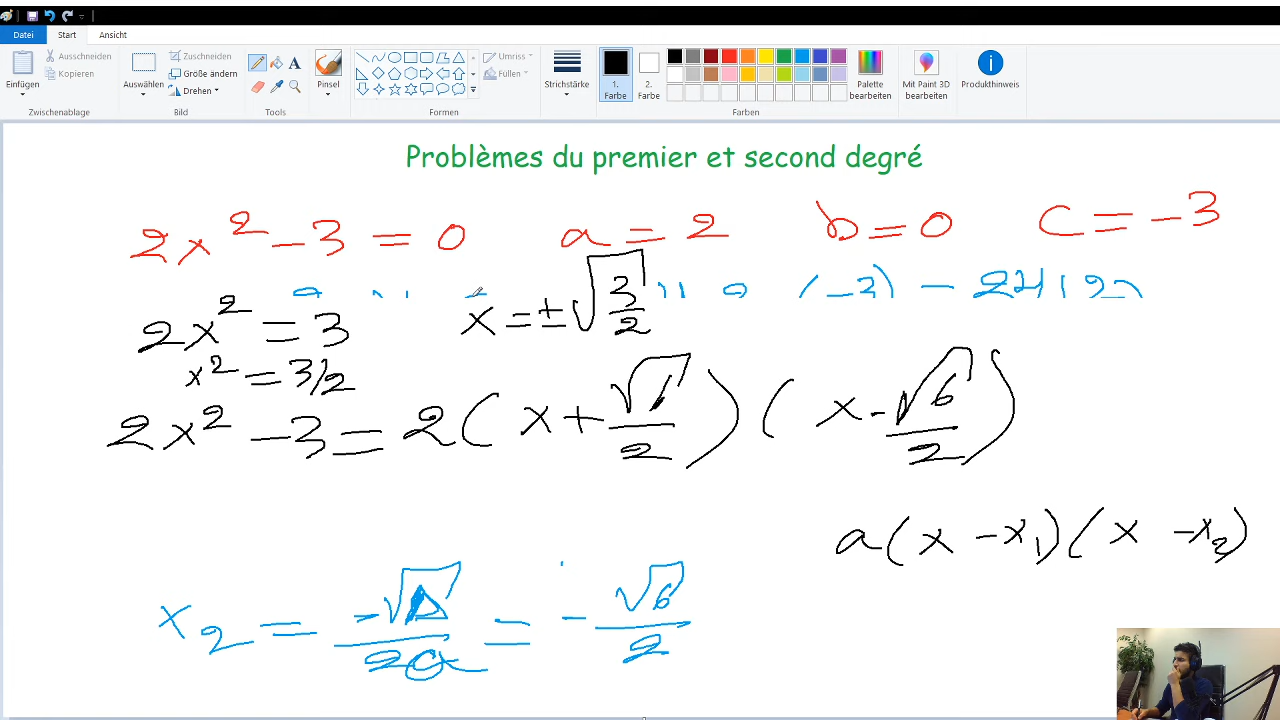 Datei Start Ansicht
Einfügen Ausschneiden Auswählen Zuschneiden Größe ändern Drehen Pinsel Umriss Füllen Strichstärke 1. Farbe 2. Farbe Palette bearbeiten Mit Paint 3D bearbeiten Produkthinweis
Zwischenablage Bild Tools Formen Farben
Problèmes du premier et second degré
2x² - 3 = 0 a = 2 b = 0 c = -3
2x² = 3 x = ±√(3/2)
x² = 3/2
2x² - 3 = 2(x + √/2)(x - √6/2)
a(x - x₁)(x - x₂)
x₂ = -√Δ/2a = -√6/2